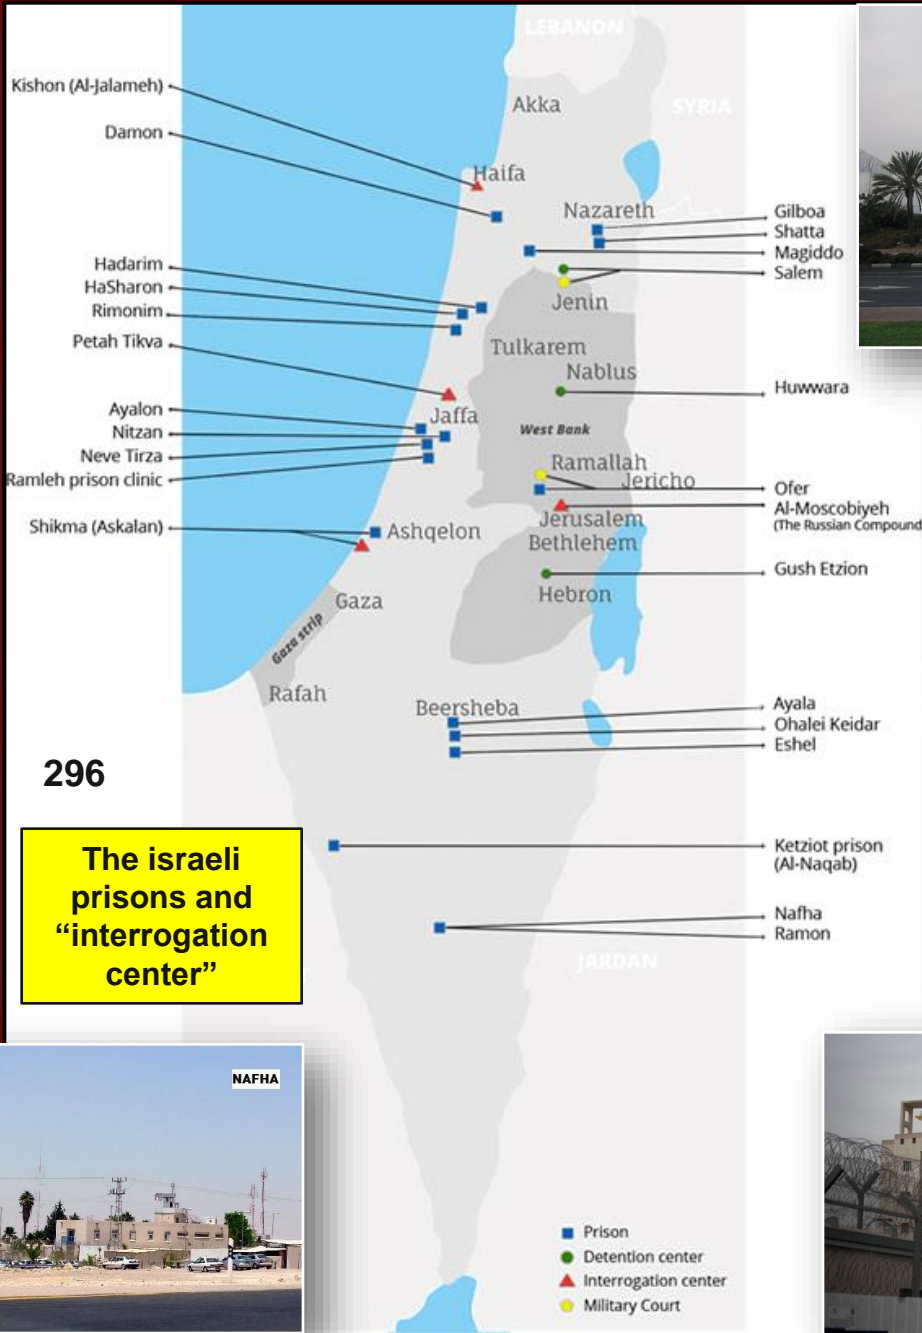 LEBANON
Kishon (Al-Jalameh)
Akka
SYRIA
Damon
Haifa
Nazareth
Gilboa
Shatta
Magiddo
Salem
Hadarim
HaSharon
Rimonim
Petah Tikva
Jenin
Tulkarem
Nablus
Huwwara
Ayalon
Nitzan
Neve Tirza
Ramleh prison clinic
Jaffa
West Bank
Ramallah
Jericho
Ofer
Al-Moscobiyeh
(The Russian Compound
Shikma (Askalan)
Ashqelon
Jerusalem
Bethlehem
Gush Etzion
Hebron
Gaza
Gaza strip
Rafah
Beersheba
Ayala
Ohalei Keidar
Eshel
296
The israeli
prisons and
“interrogation
center”
Ketziot prison
(Al-Naqab)
Nafha
Ramon
JARDAN
NAFHA
Prison
Detention center
Interrogation center
Military Court